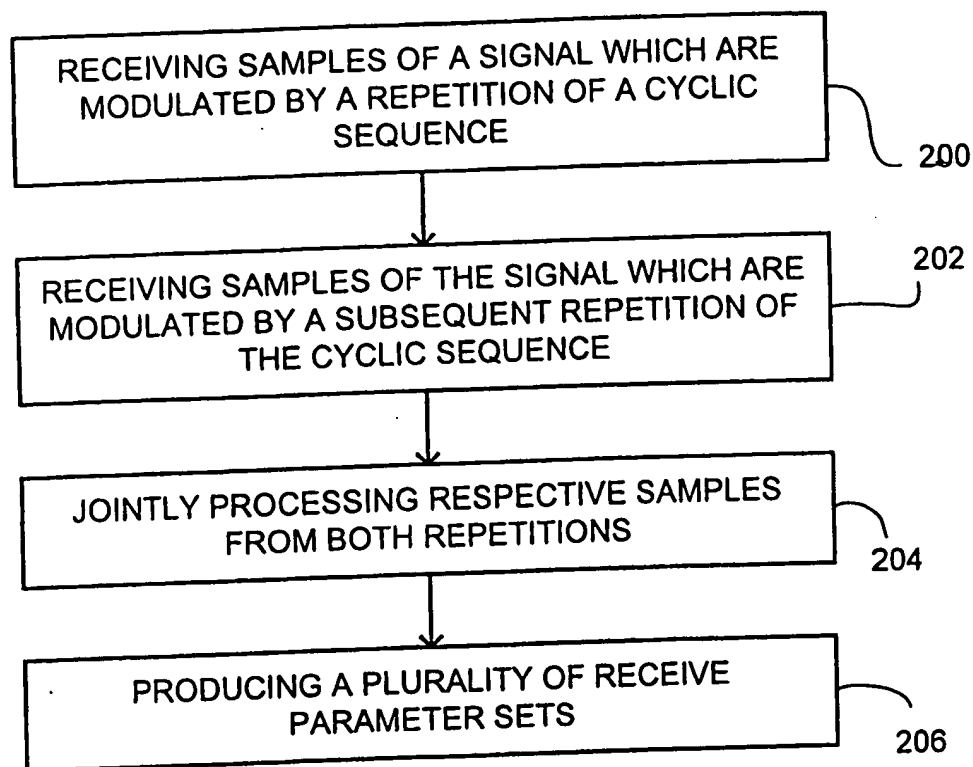 RECEIVING SAMPLES OF A SIGNAL WHICH ARE
MODULATED BY A REPETITION OF A CYCLIC
SEQUENCE
200
202
RECEIVING SAMPLES OF THE SIGNAL WHICH ARE
MODULATED BY A SUBSEQUENT REPETITION OF
THE CYCLIC SEQUENCE
JOINTLY PROCESSING RESPECTIVE SAMPLES
FROM BOTH REPETITIONS
204
PRODUCING A PLURALITY OF RECEIVE
PARAMETER SETS
206